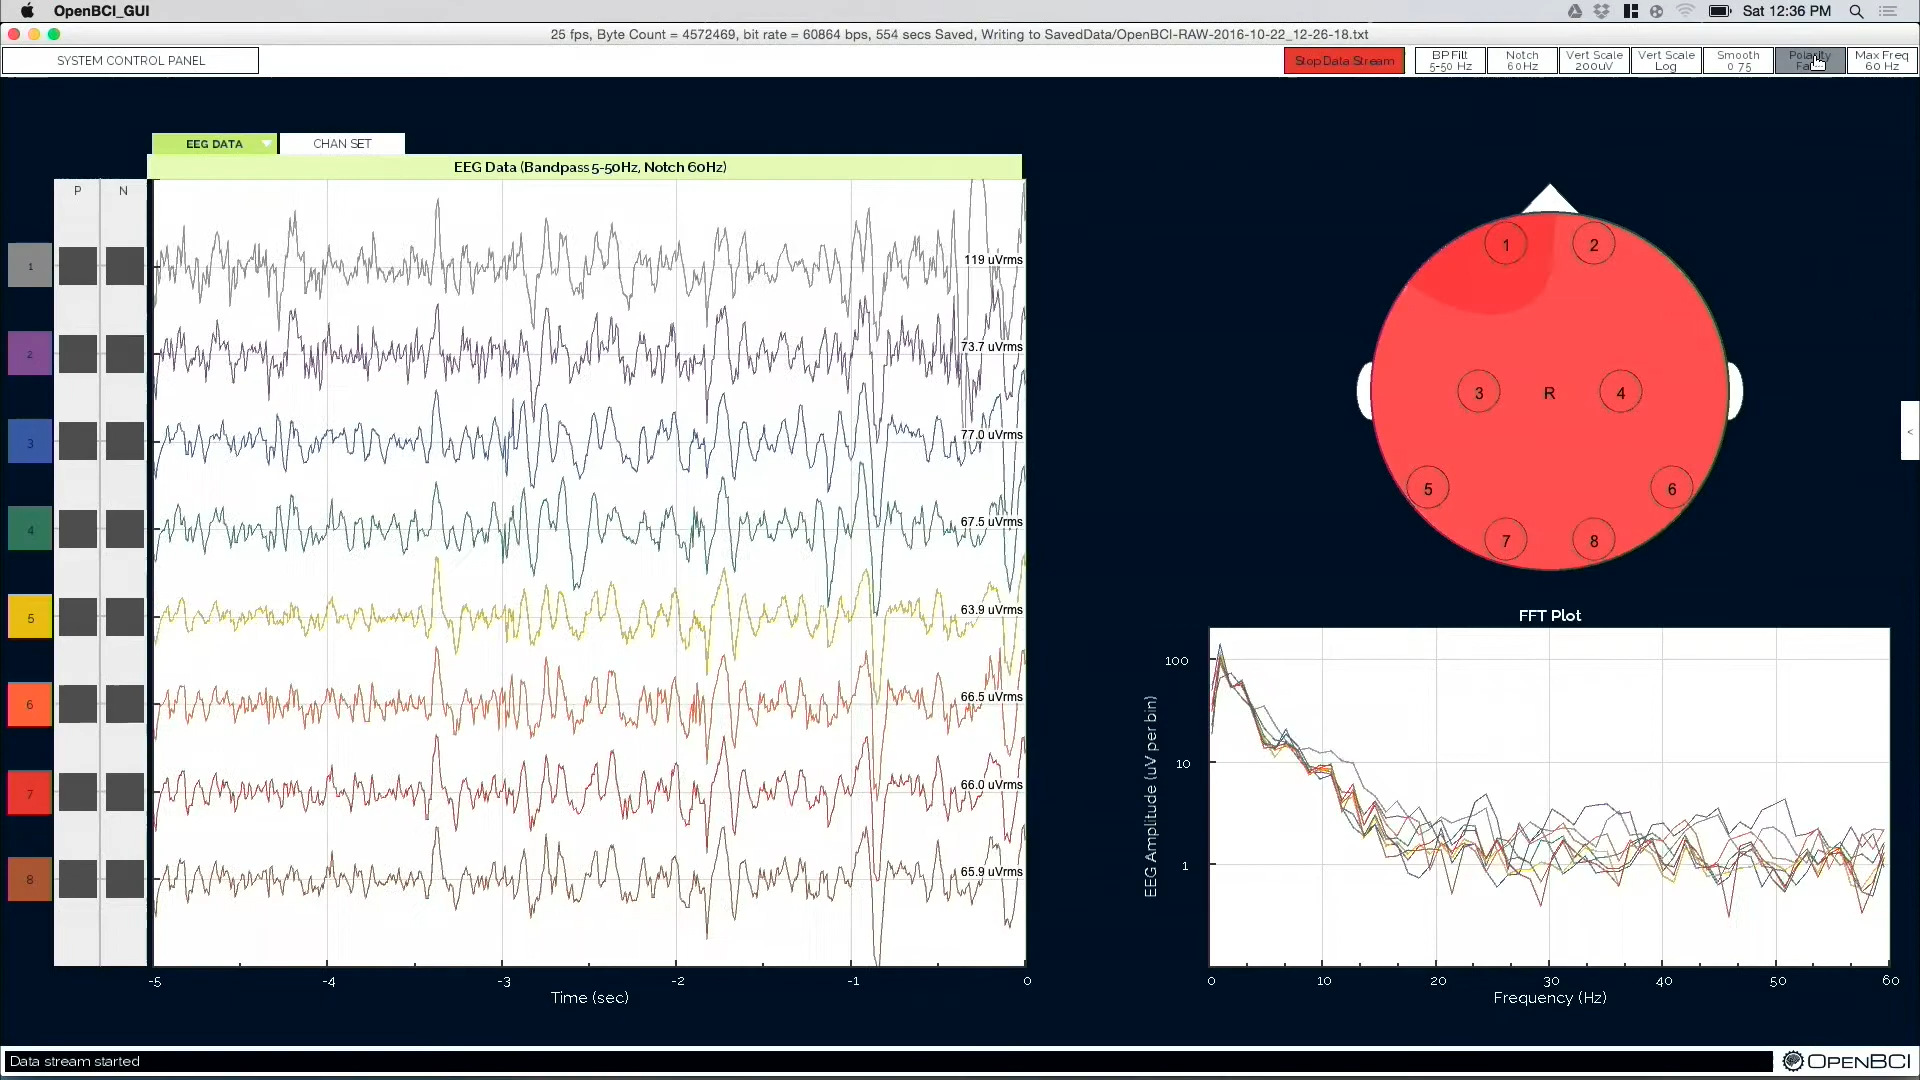 OpenBCI_GUI
Sat 12:36 PM
25 fps, Byte Count = 4572469, bit rate = 60864 bps, 554 secs Saved, Writing to SavedData/OpenBCI-RAW-2016-10-22_12-26-18.txt
SYSTEM CONTROL PANEL
Stop Data Stream
BP Filt
5-50 Hz
Notch
60Hz
Vert Scale
200uV
Vert Scale
Log
Smooth
0.75
Polarity
Max Freq
60 Hz
EEG DATA
CHAN SET
EEG Data (Bandpass 5-50Hz, Notch 60Hz)
P
N
1
119 uVrms
2
73.7 uVrms
3
77.0 uVrms
4
67.5 uVrms
5
63.9 uVrms
6
66.5 uVrms
7
66.0 uVrms
8
65.9 uVrms
-5
-4
-3
-2
-1
0
Time (sec)
1
2
3
R
4
5
6
7
8
<
FFT Plot
100
10
1
EEG Amplitude (uV per bin)
0
10
20
30
40
50
60
Frequency (Hz)
Data stream started
OPENBCI